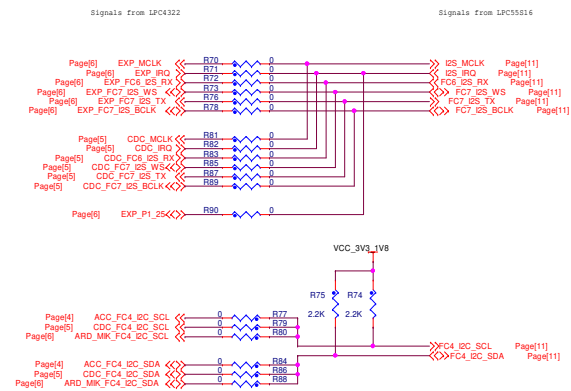 Signals from LPC4322 Signals from LPC55S16
Page[6] EXP_MCLK R70 0 I2S_MCLK Page[11]
Page[6] EXP_IRQ R71 0 I2S_IRQ Page[11]
Page[6] EXP_FC6_I2S_RX R72 0 FC6_I2S_RX Page[11]
Page[6] EXP_FC7_I2S_WS R73 0 FC7_I2S_WS Page[11]
Page[6] EXP_FC7_I2S_TX R76 0 FC7_I2S_TX Page[11]
Page[6] EXP_FC7_I2S_BCLK R78 0 FC7_I2S_BCLK Page[11]
Page[5] CDC_MCLK R81 0
Page[5] CDC_IRQ R82 0
Page[5] CDC_FC6_I2S_RX R83 0
Page[5] CDC_FC7_I2S_WS R85 0
Page[5] CDC_FC7_I2S_TX R87 0
Page[5] CDC_FC7_I2S_BCLK R89 0
Page[6] EXP_P1_25 R90 0
VCC_3V3_1V8
R75 R74
2.2K 2.2K
Page[4] ACC_FC4_I2C_SCL 0 R77
Page[5] CDC_FC4_I2C_SCL 0 R79
Page[6] ARD_MIK_FC4_I2C_SCL 0 R80
FC4_I2C_SCL Page[11]
FC4_I2C_SDA Page[11]
Page[4] ACC_FC4_I2C_SDA 0 R84
Page[5] CDC_FC4_I2C_SDA 0 R86
Page[6] ARD_MIK_FC4_I2C_SDA 0 R88